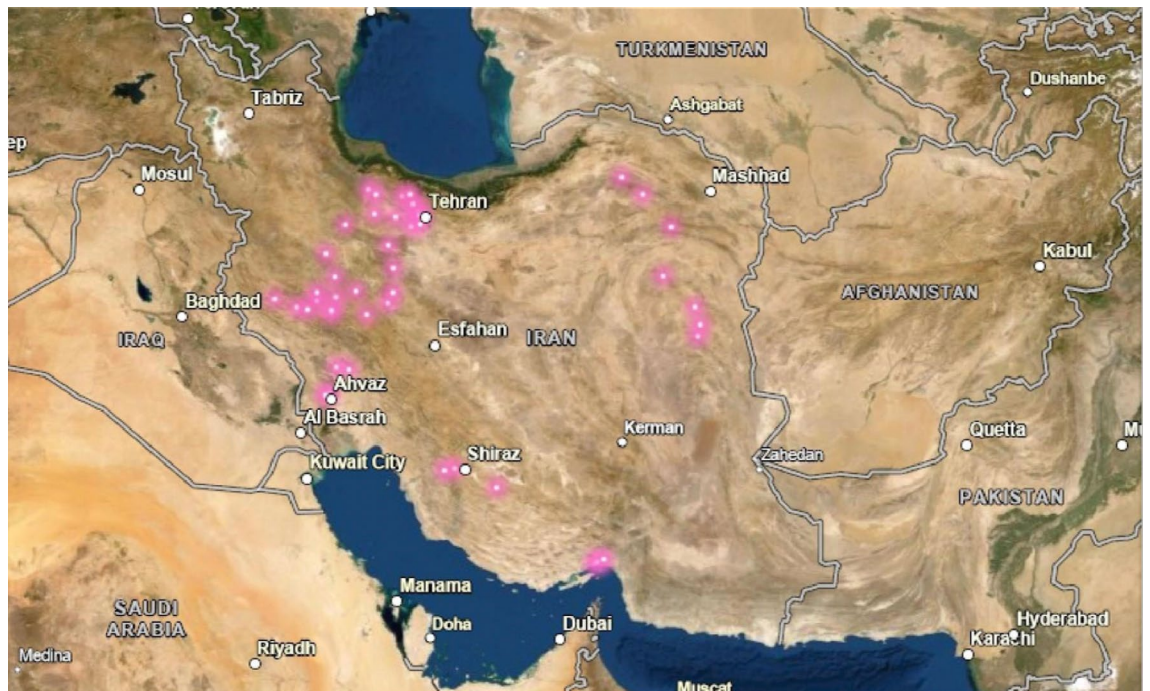 TURKMENISTAN
Dushanbe
Tabriz
Ashgabat
ep
Mosul
Mashhad
Tehran
Kabul
Baghdad
AFGHANISTAN
IRAQ
Esfahan
IRAN
Ahvaz
Al Basrah
Kerman
Quetta
Mu
Shiraz
Zahedan
Kuwait City
PAKISTAN
Manama
SAUDI
ARABIA
Doha
Dubai
Hyderabad
Karachi
Riyadh
Medina
Muscat